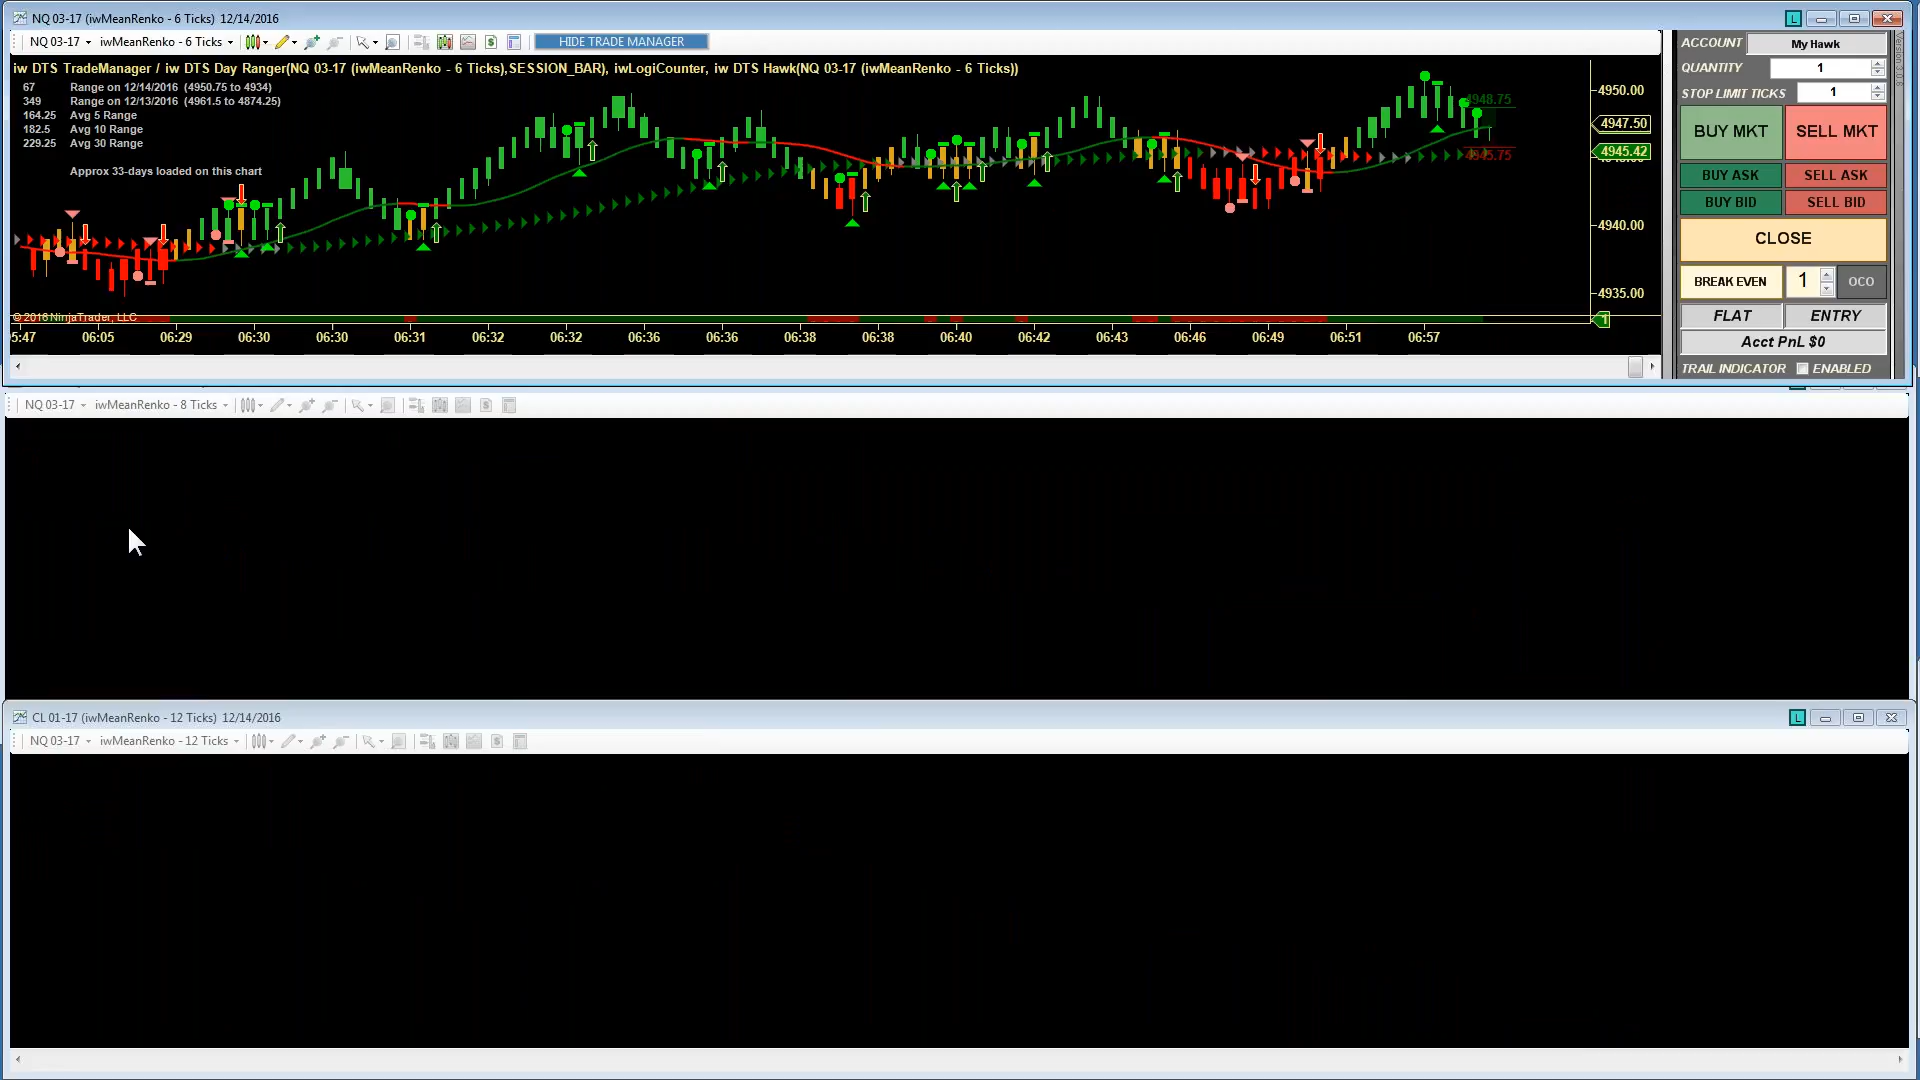 NQ 03-17 (iwMeanRenko - 6 Ticks) 12/14/2016
L
NQ 03-17 iwMeanRenko - 6 Ticks HIDE TRADE MANAGER
iw DTS TradeManager / iw DTS Day Ranger(NQ 03-17 (iwMeanRenko - 6 Ticks),SESSION_BAR), iwLogiCounter, iw DTS Hawk(NQ 03-17 (iwMeanRenko - 6 Ticks))
67 Range on 12/14/2016 (4950.75 to 4934)
349 Range on 12/13/2016 (4961.5 to 4874.25)
164.25 Avg 5 Range
182.5 Avg 10 Range
229.25 Avg 30 Range
Approx 33-days loaded on this chart
4948.75
4945.75
4950.00
4947.50
4945.42
4940.00
4935.00
1
© 2016 NinjaTrader, LLC
5:47 06:05 06:29 06:30 06:30 06:31 06:32 06:32 06:36 06:36 06:38 06:38 06:40 06:42 06:43 06:46 06:49 06:51 06:57
ACCOUNT My Hawk
QUANTITY 1
STOP LIMIT TICKS 1
BUY MKT SELL MKT
BUY ASK SELL ASK
BUY BID SELL BID
CLOSE
BREAK EVEN 1 OCO
FLAT ENTRY
Acct PnL $0
TRAIL INDICATOR ENABLED
NQ 03-17 iwMeanRenko - 8 Ticks
CL 01-17 (iwMeanRenko - 12 Ticks) 12/14/2016
L
NQ 03-17 iwMeanRenko - 12 Ticks